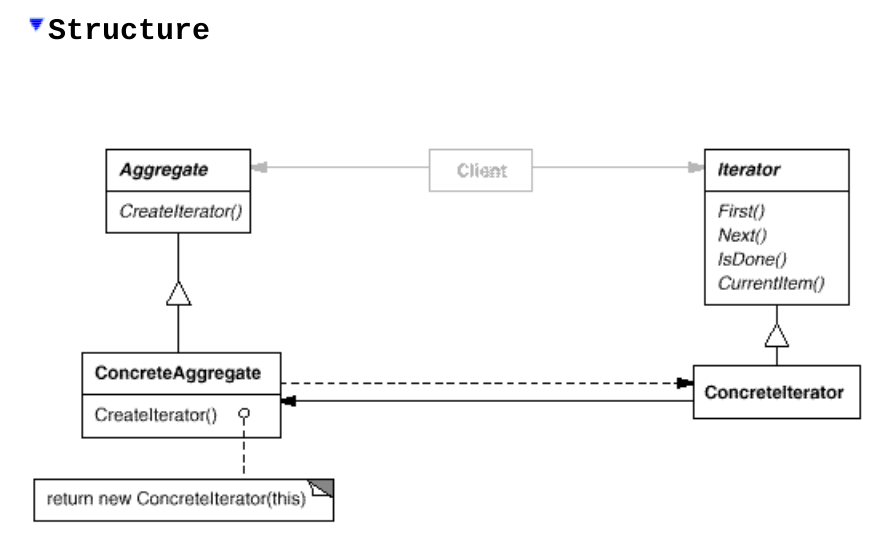 Structure
Aggregate
CreateIterator()
Client
Iterator
First()
Next()
IsDone()
CurrentItem()
ConcreteAggregate
CreateIterator()
ConcreteIterator
return new ConcreteIterator(this)